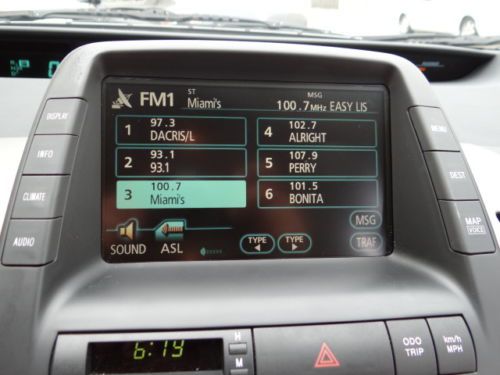 DISPLAY
INFO
CLIMATE
AUDIO
MENU
DEST
MAP
VOICE
FM1
ST
Miami's
MSG
100.7MHz EASY LIS
1 97.3 DACRIS/L
4 102.7 ALRIGHT
2 93.1 93.1
5 107.9 PERRY
3 100.7 Miami's
6 101.5 BONITA
MSG
SOUND
ASL
TYPE
TYPE
TRAF
6:19
H
M
ODO
TRIP
km/h
MPH